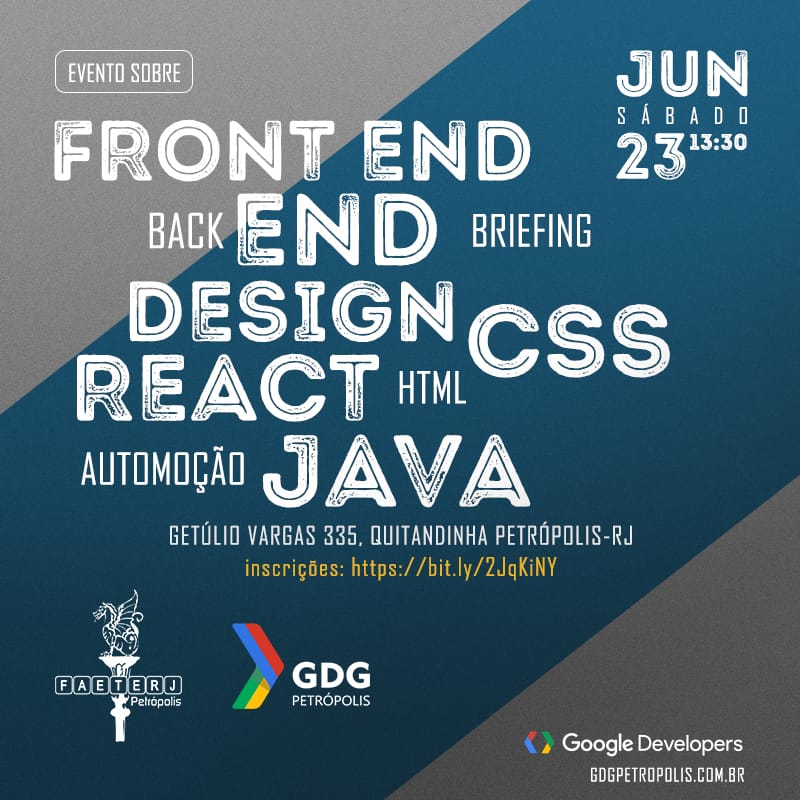 EVENTO SOBRE
JUN
SÁBADO
23 13:30
FRONT END
BACK END BRIEFING
DESIGN CSS
REACT HTML
AUTOMOÇÃO JAVA
GETÚLIO VARGAS 335, QUITANDINHA PETRÓPOLIS-RJ
inscrições: https://bit.ly/2JqKiNY
FAETERJ
Petrópolis
GDG
PETRÓPOLIS
Google Developers
GDGPETROPOLIS.COM.BR